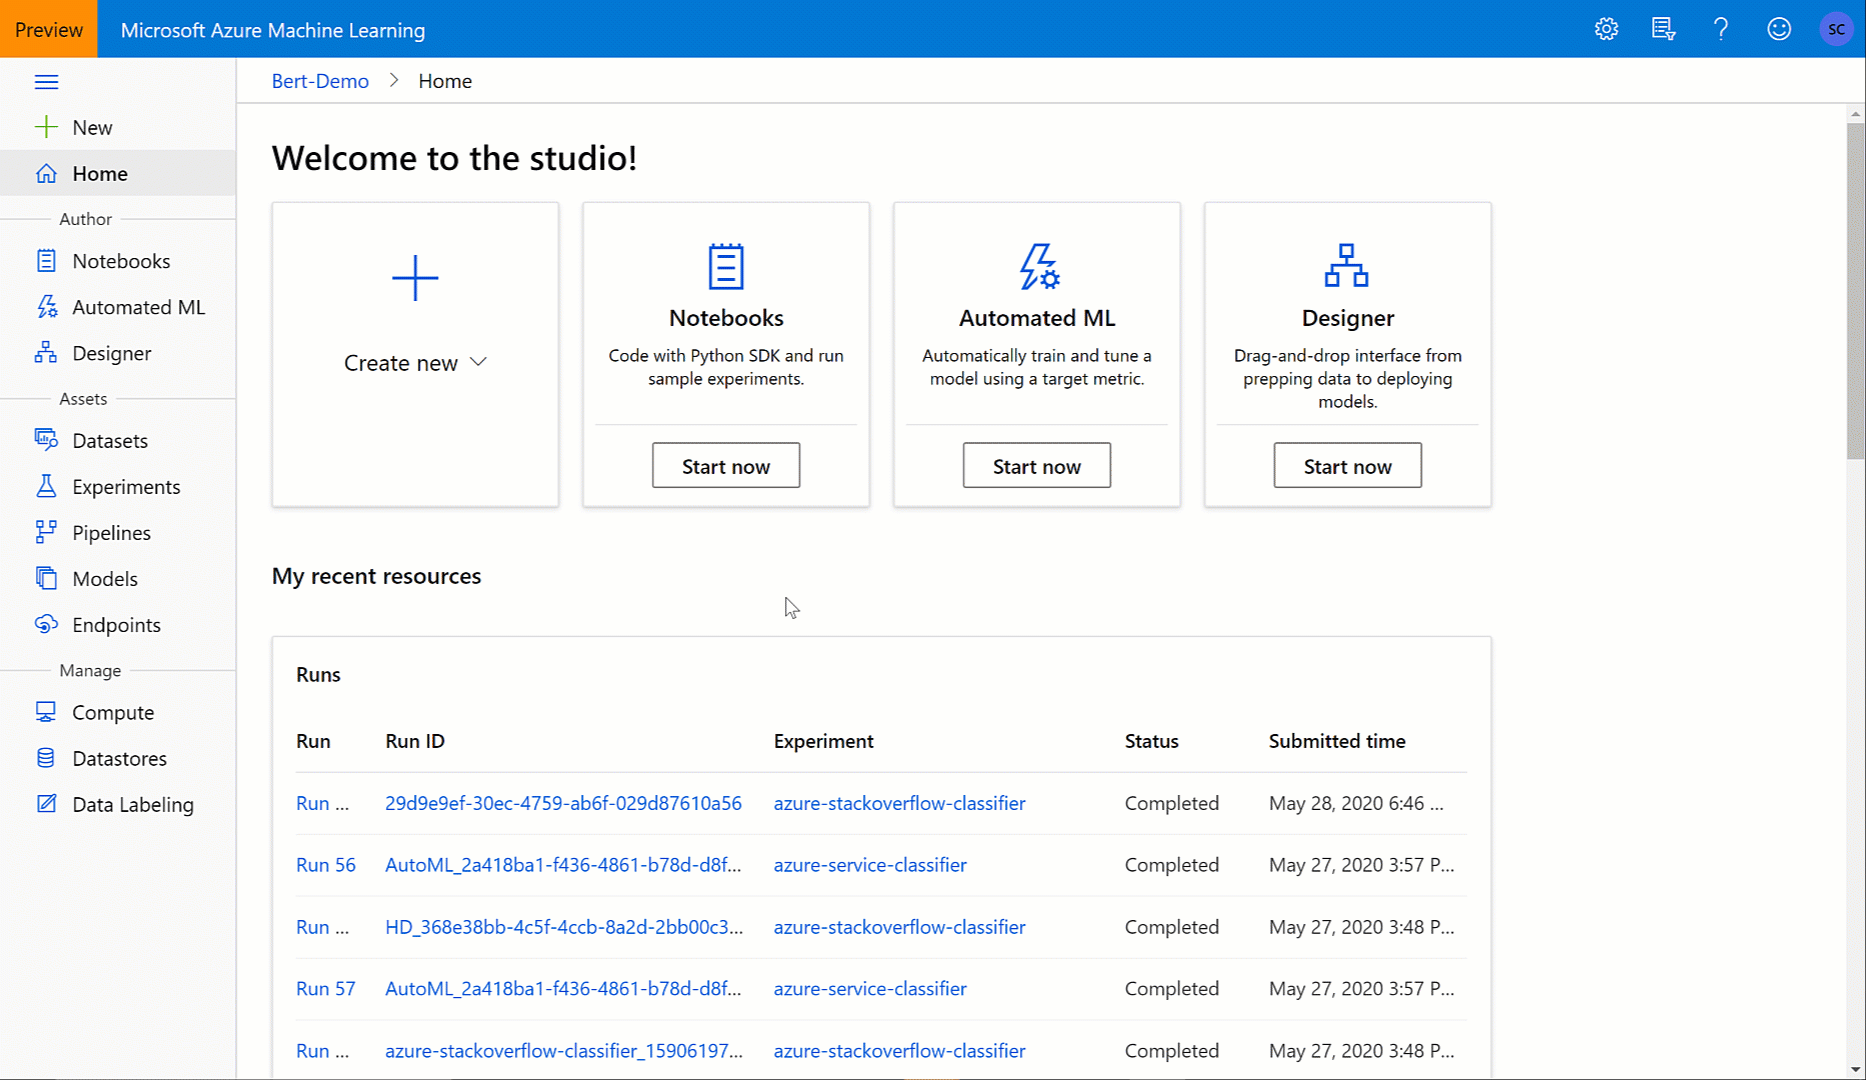 Preview
Microsoft Azure Machine Learning
SC
Bert-Demo > Home
New
Home
Author
Notebooks
Automated ML
Designer
Assets
Datasets
Experiments
Pipelines
Models
Endpoints
Manage
Compute
Datastores
Data Labeling
Welcome to the studio!
Create new
Notebooks
Code with Python SDK and run
sample experiments.
Start now
Automated ML
Automatically train and tune a
model using a target metric.
Start now
Designer
Drag-and-drop interface from
prepping data to deploying
models.
Start now
My recent resources
Runs
Run Run ID Experiment Status Submitted time
Run ... 29d9e9ef-30ec-4759-ab6f-029d87610a56 azure-stackoverflow-classifier Completed May 28, 2020 6:46 ...
Run 56 AutoML_2a418ba1-f436-4861-b78d-d8f... azure-service-classifier Completed May 27, 2020 3:57 P...
Run ... HD_368e38bb-4c5f-4ccb-8a2d-2bb00c3... azure-stackoverflow-classifier Completed May 27, 2020 3:48 P...
Run 57 AutoML_2a418ba1-f436-4861-b78d-d8f... azure-service-classifier Completed May 27, 2020 3:57 P...
Run ... azure-stackoverflow-classifier_15906197... azure-stackoverflow-classifier Completed May 27, 2020 3:48 P...